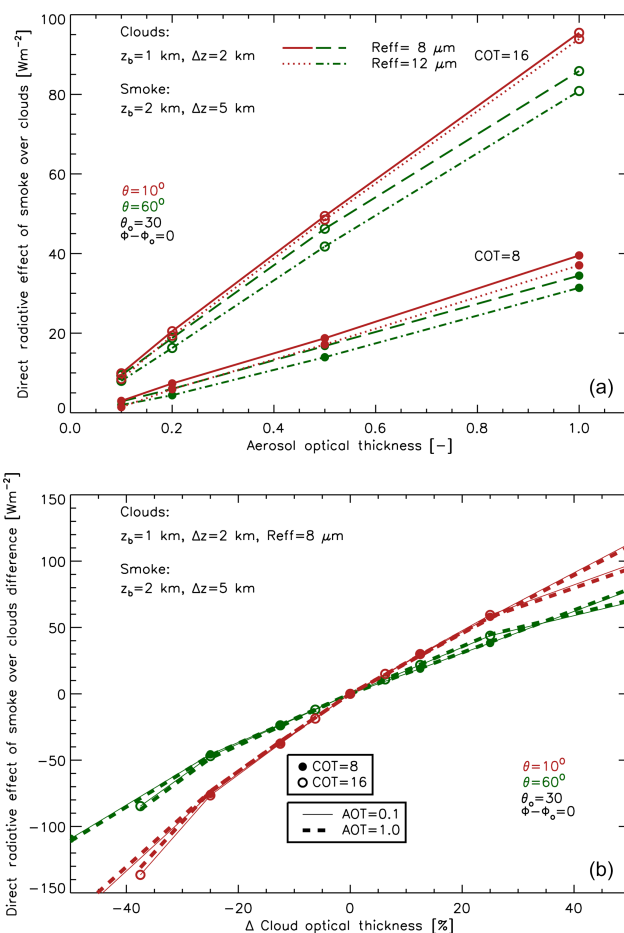 Direct radiative effect of smoke over clouds [Wm⁻²]
100
80
60
40
20
0
Clouds:
z_b=1 km, Δz=2 km
Reff= 8 μm
Reff=12 μm
COT=16
Smoke:
z_b=2 km, Δz=5 km
θ=10°
θ=60°
θ_o=30
Φ−Φ_o=0
COT=8
(a)
0.0 0.2 0.4 0.6 0.8 1.0
Aerosol optical thickness [-]
Direct radiative effect of smoke over clouds difference [Wm⁻²]
100
50
0
-50
-100
-150
Clouds:
z_b=1 km, Δz=2 km, Reff=8 μm
Smoke:
z_b=2 km, Δz=5 km
COT=8
COT=16
AOT=0.1
AOT=1.0
θ=10°
θ=60°
θ_o=30
Φ−Φ_o=0
(b)
-40 -20 0 20 40
Δ Cloud optical thickness [%]